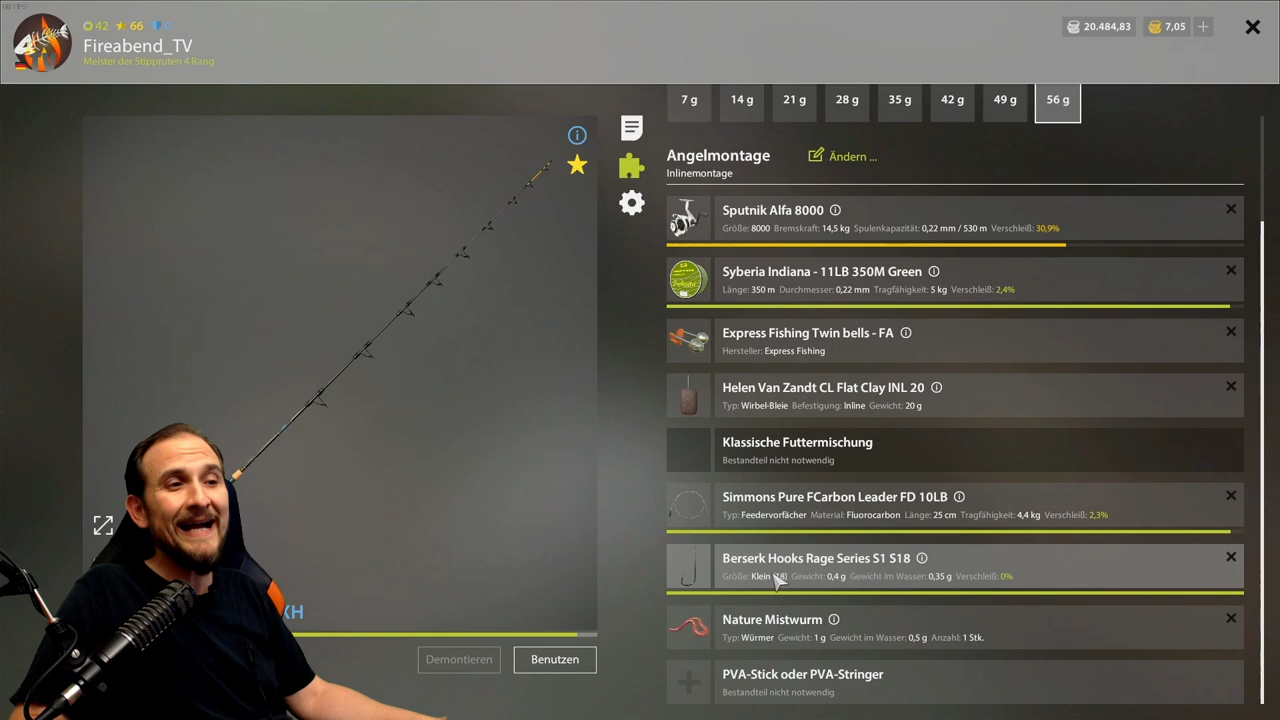 42 66 0
Fireabend_TV
Meister der Stippruten 4 Rang
20.484,83 7,05
7 g 14 g 21 g 28 g 35 g 42 g 49 g 56 g
Angelmontage Ändern ...
Inlinemontage
Sputnik Alfa 8000
Größe: 8000 Bremskraft: 14,5 kg Spulenkapazität: 0,22 mm / 530 m Verschleiß: 30,9%
Syberia Indiana - 11LB 350M Green
Länge: 350 m Durchmesser: 0,22 mm Tragfähigkeit: 5 kg Verschleiß: 2,4%
Express Fishing Twin bells - FA
Hersteller: Express Fishing
Helen Van Zandt CL Flat Clay INL 20
Typ: Wirbel-Bleie Befestigung: Inline Gewicht: 20 g
Klassische Futtermischung
Bestandteil nicht notwendig
Simmons Pure FCarbon Leader FD 10LB
Typ: Feedervorfächer Material: Fluorocarbon Länge: 25 cm Tragfähigkeit: 4,4 kg Verschleiß: 2,3%
Berserk Hooks Rage Series S1 S18
Größe: Klein (18) Gewicht: 0,4 g Gewicht im Wasser: 0,35 g Verschleiß: 0%
Nature Mistwurm
Typ: Würmer Gewicht: 1 g Gewicht im Wasser: 0,5 g Anzahl: 1 Stk.
PVA-Stick oder PVA-Stringer
Bestandteil nicht notwendig
XH
Demontieren Benutzen